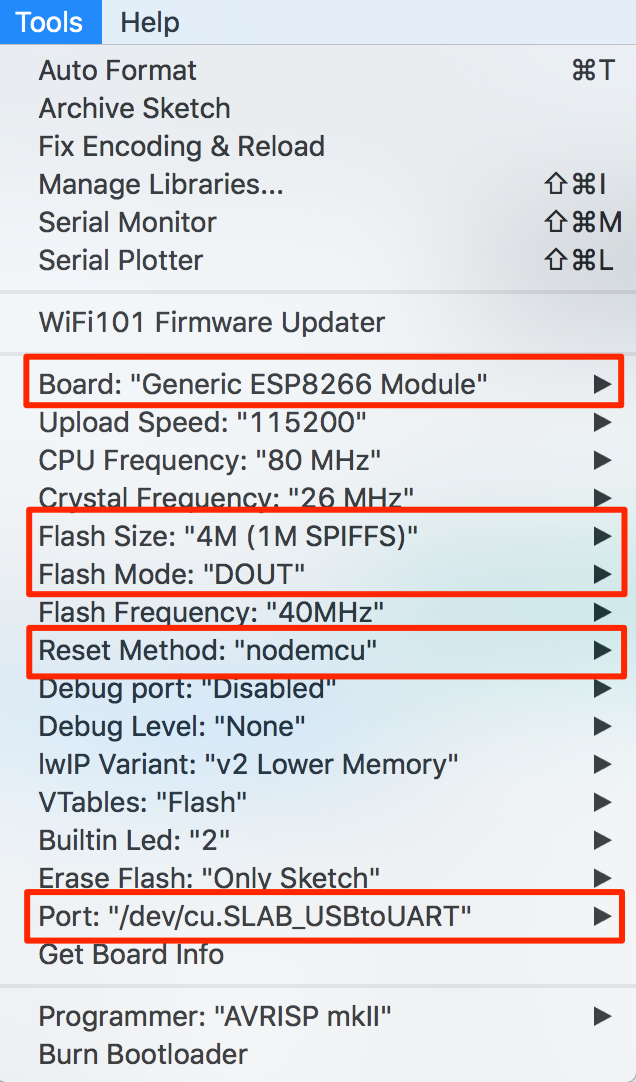 Tools Help
Auto Format ⌘T
Archive Sketch
Fix Encoding & Reload
Manage Libraries... ⇧⌘I
Serial Monitor ⇧⌘M
Serial Plotter ⇧⌘L
WiFi101 Firmware Updater
Board: "Generic ESP8266 Module"
Upload Speed: "115200"
CPU Frequency: "80 MHz"
Crystal Frequency: "26 MHz"
Flash Size: "4M (1M SPIFFS)"
Flash Mode: "DOUT"
Flash Frequency: "40MHz"
Reset Method: "nodemcu"
Debug port: "Disabled"
Debug Level: "None"
lwIP Variant: "v2 Lower Memory"
VTables: "Flash"
Builtin Led: "2"
Erase Flash: "Only Sketch"
Port: "/dev/cu.SLAB_USBtoUART"
Get Board Info
Programmer: "AVRISP mkII"
Burn Bootloader